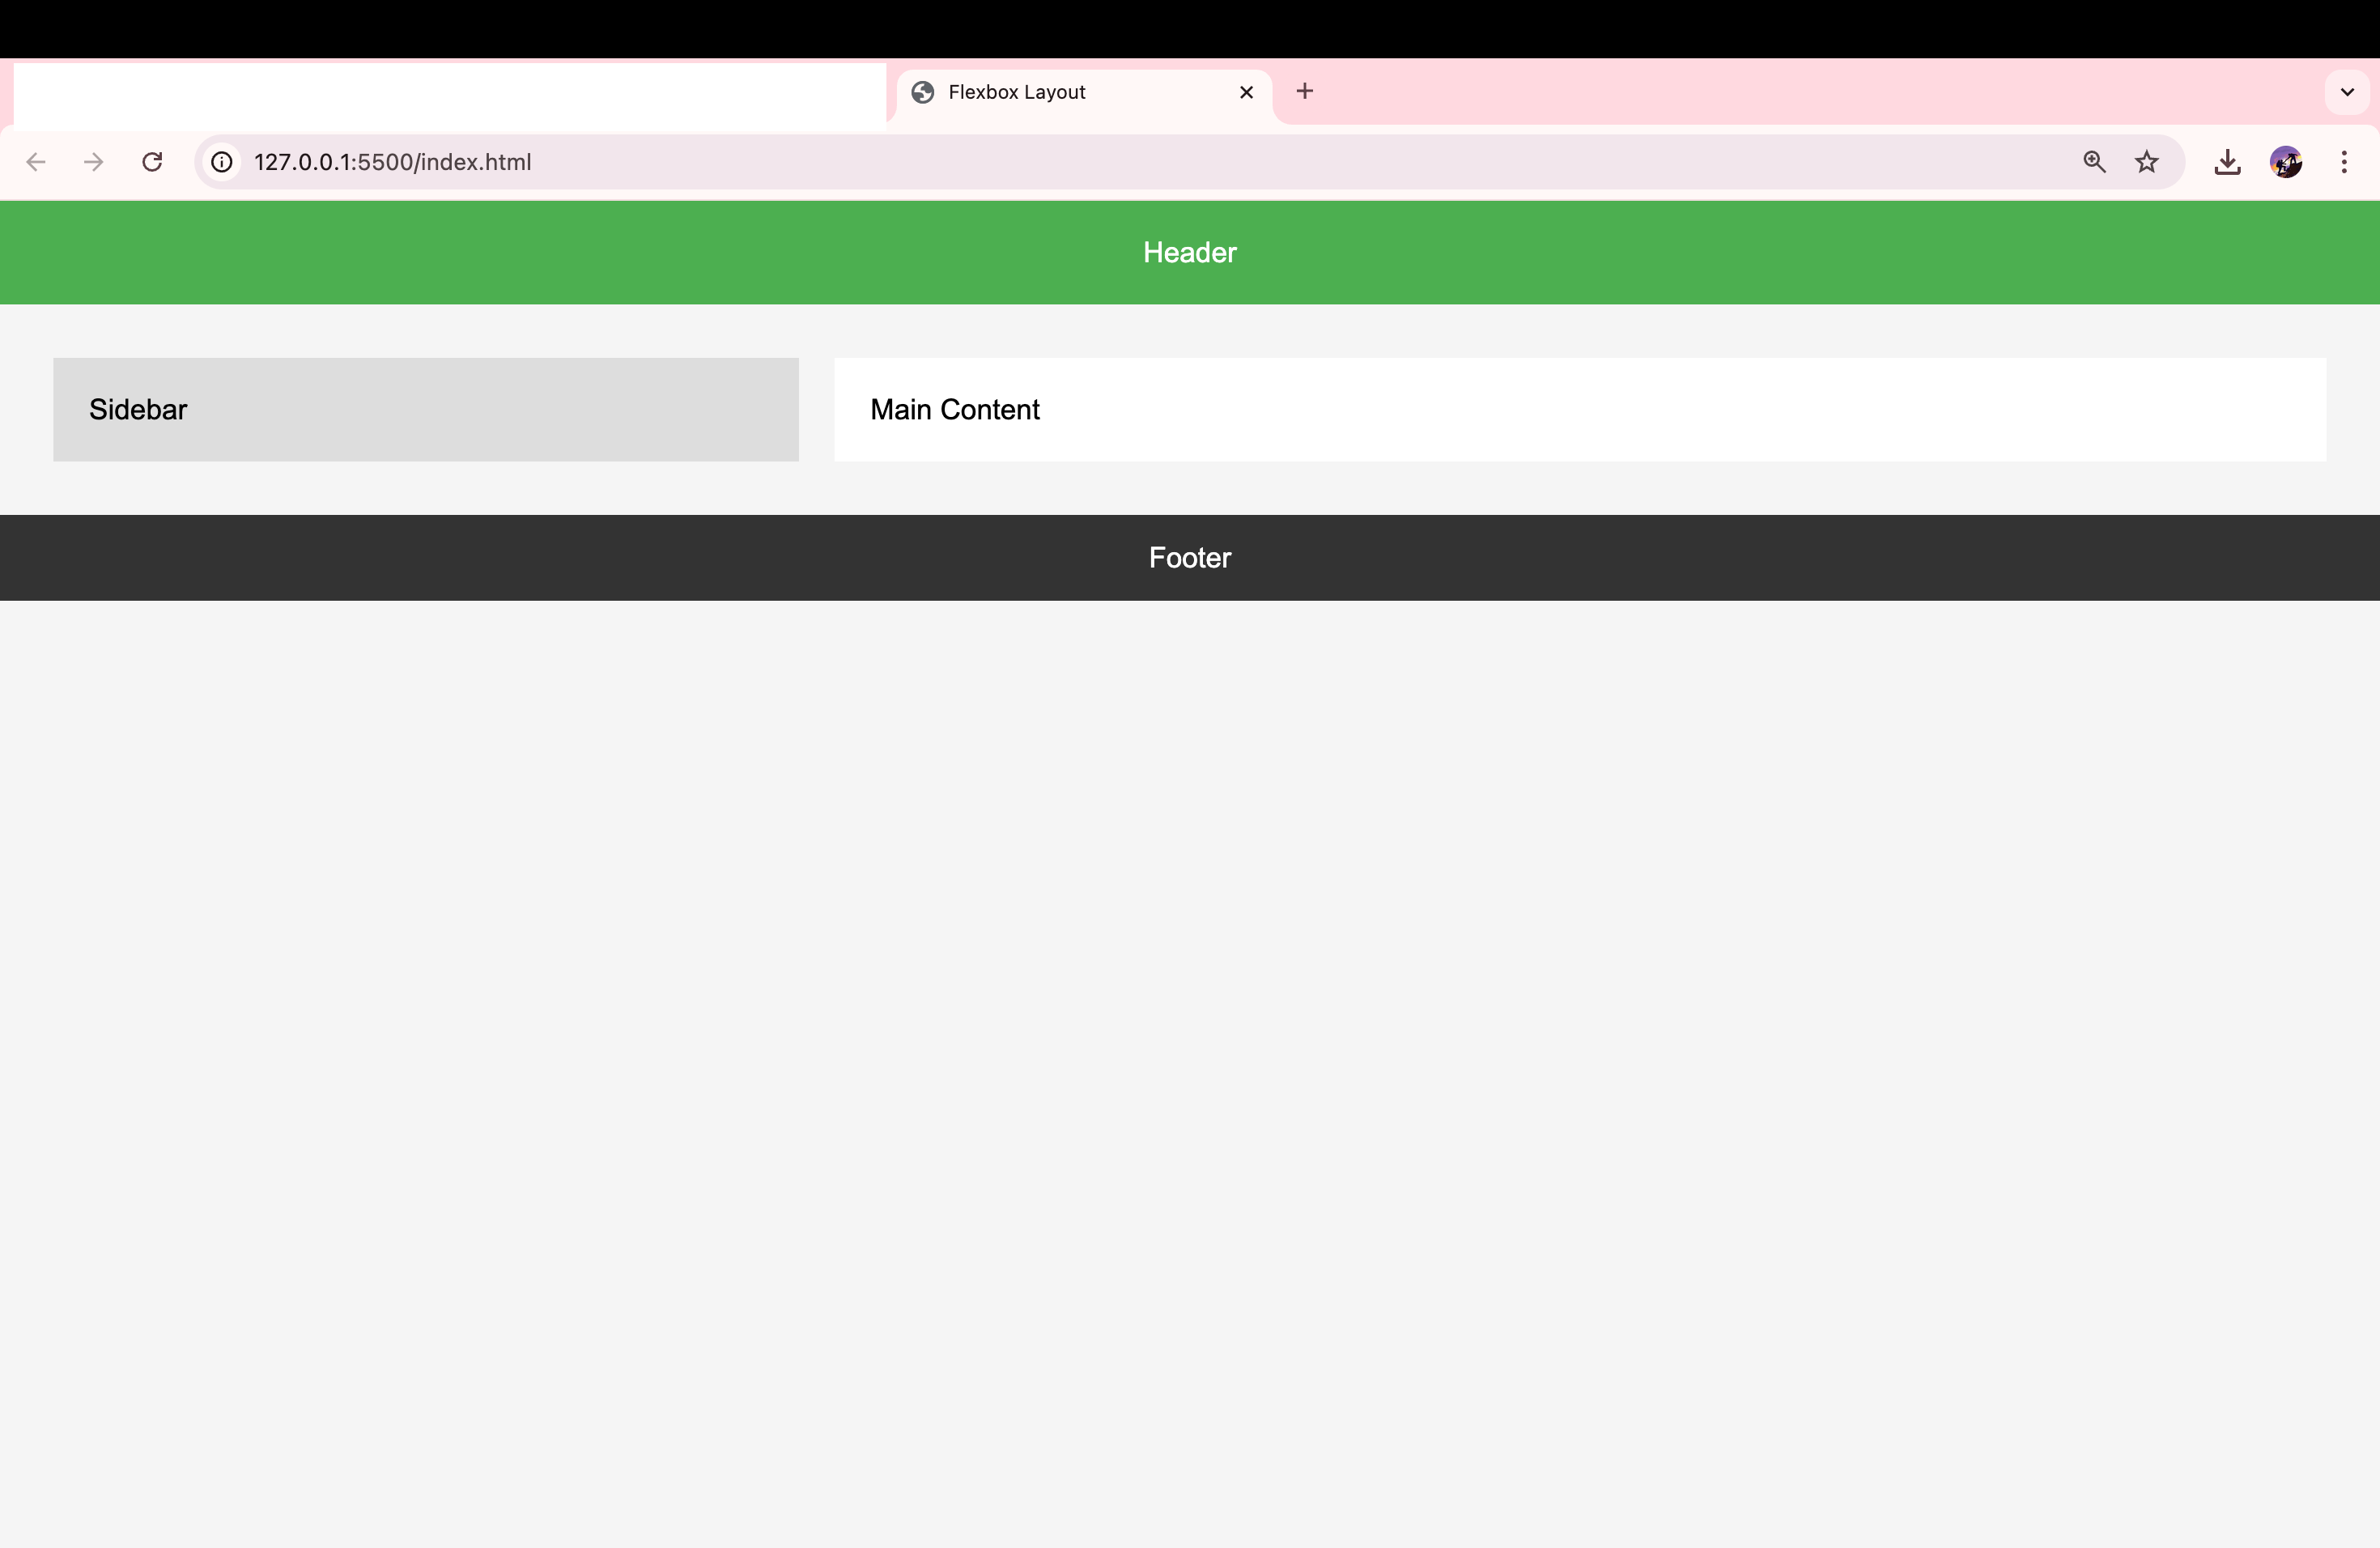 Flexbox Layout
127.0.0.1:5500/index.html
Header
Sidebar
Main Content
Footer